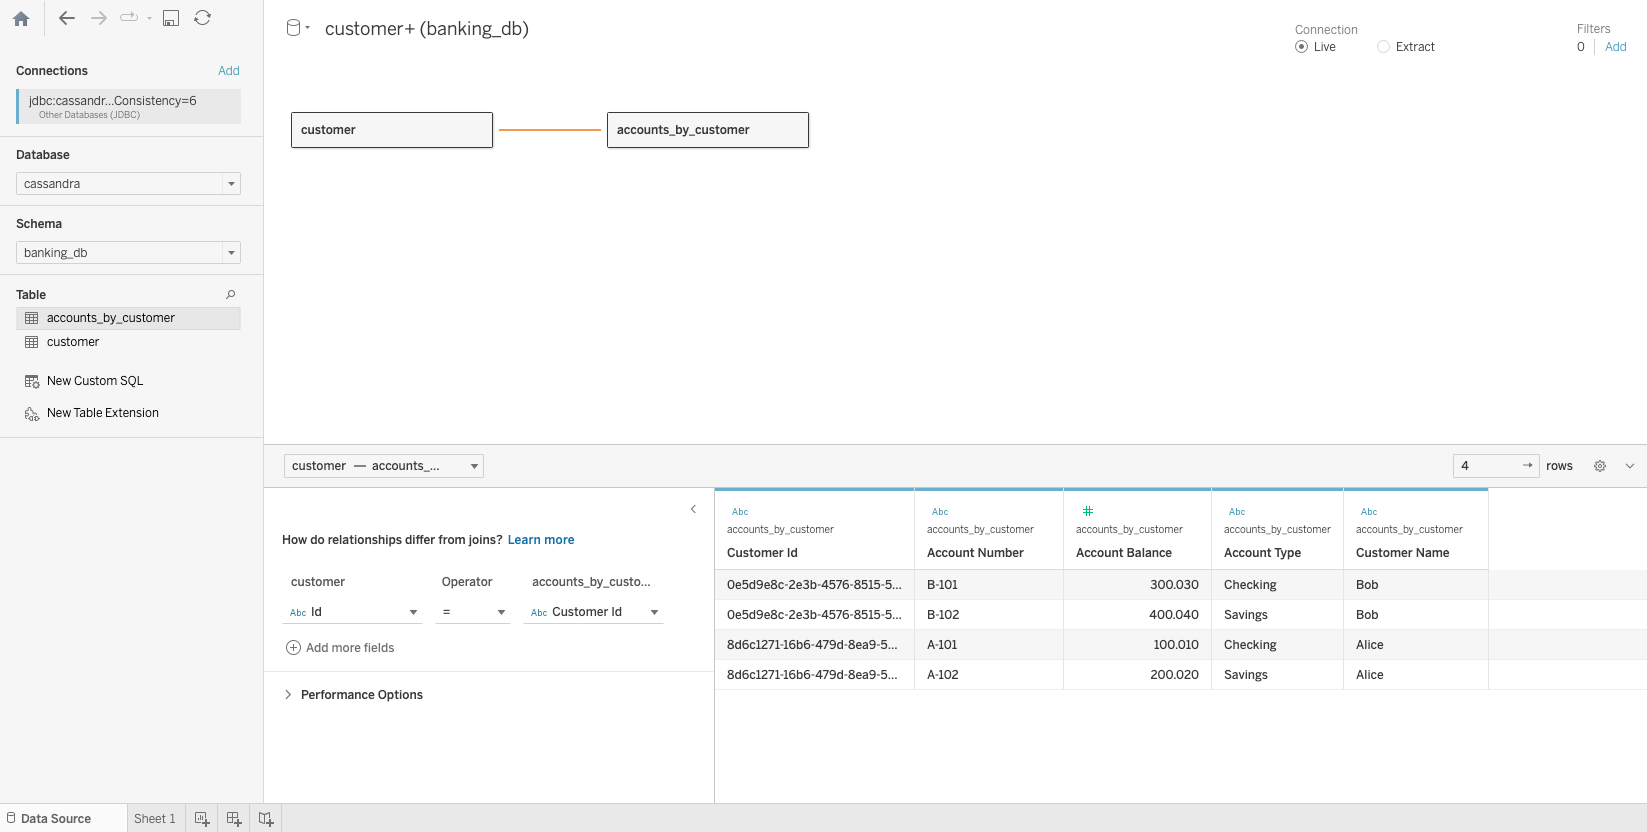 customer+ (banking_db)
Connection
Live
Extract
Filters
0
Add
Connections
Add
jdbc:cassandr...Consistency=6
Other Databases (JDBC)
Database
cassandra
Schema
banking_db
Table
accounts_by_customer
customer
New Custom SQL
New Table Extension
customer
accounts_by_customer
customer — accounts_...
4
rows
How do relationships differ from joins? Learn more
customer Operator accounts_by_custo...
Abc Id = Abc Customer Id
Add more fields
Performance Options
Abc Abc # Abc Abc
accounts_by_customer accounts_by_customer accounts_by_customer accounts_by_customer accounts_by_customer
Customer Id Account Number Account Balance Account Type Customer Name
0e5d9e8c-2e3b-4576-8515-5... B-101 300.030 Checking Bob
0e5d9e8c-2e3b-4576-8515-5... B-102 400.040 Savings Bob
8d6c1271-16b6-479d-8ea9-5... A-101 100.010 Checking Alice
8d6c1271-16b6-479d-8ea9-5... A-102 200.020 Savings Alice
Data Source
Sheet 1